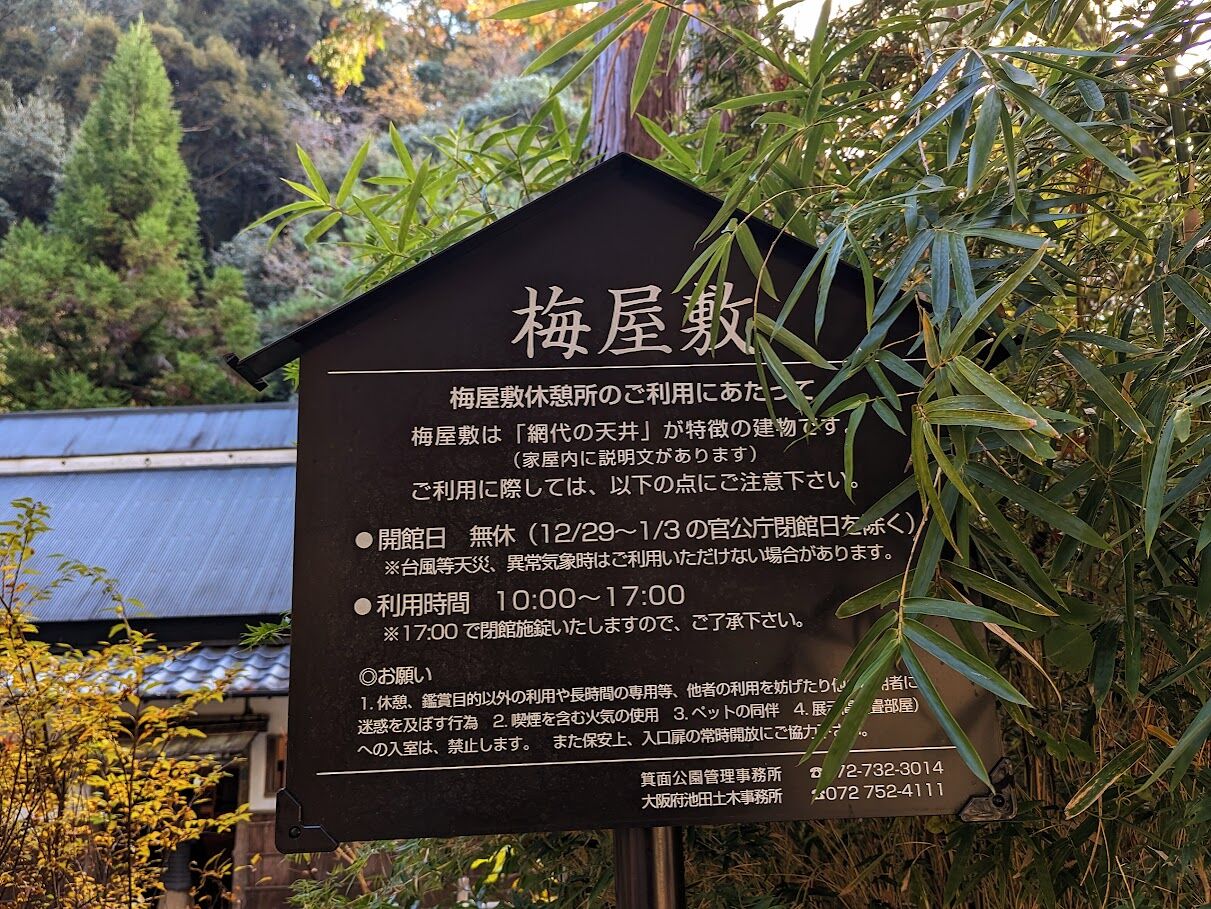 梅屋敷
梅屋敷休憩所のご利用にあたって
梅屋敷は「網代の天井」が特徴の建物です。
（家屋内に説明文があります）
ご利用に際しては、以下の点にご注意下さい。
●開館日　無休（12/29～1/3の官公庁閉館日を除く）
※台風等天災、異常気象時はご利用いただけない場合があります。
●利用時間　10:00～17:00
※17:00で閉館施錠いたしますので、ご了承下さい。
◎お願い
1. 休憩、鑑賞目的以外の利用や長時間の専用等、他者の利用を妨げたり
迷惑を及ぼす行為　2. 喫煙を含む火気の使用　3. ペットの同伴　4. 展示 畳部屋）
への入室は、禁止します。　また保安上、入口扉の常時開放にご協力
箕面公園管理事務所　☎072-732-3014
大阪府池田土木事務所　☎072 752-4111